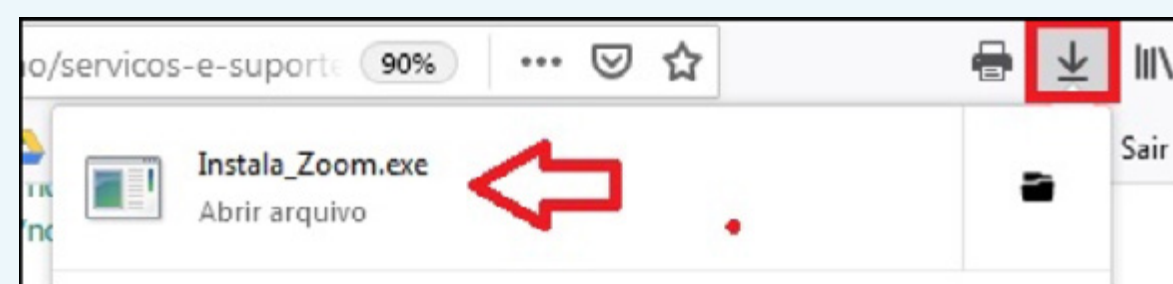 /servicos-e-suporte 90% •••
Instala_Zoom.exe
Sair
Abrir arquivo